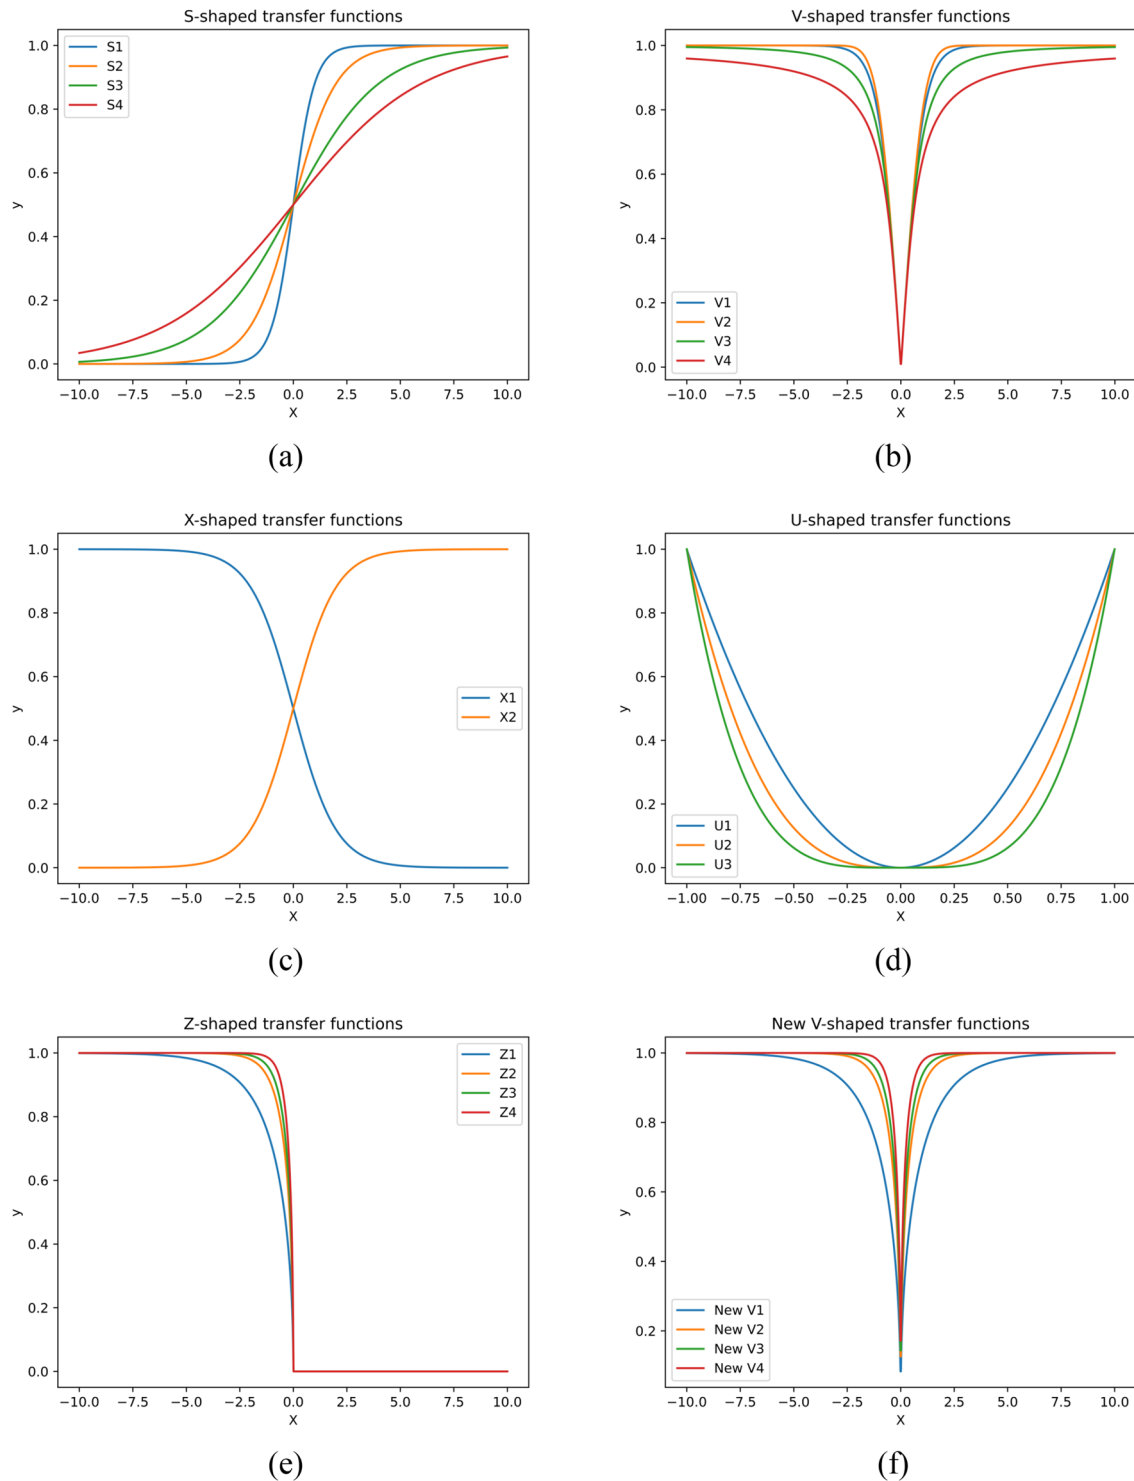 S-shaped transfer functions
1.0
0.8
0.6
0.4
0.2
0.0
y
S1
S2
S3
S4
−10.0 −7.5 −5.0 −2.5 0.0 2.5 5.0 7.5 10.0
X
(a)
V-shaped transfer functions
1.0
0.8
0.6
0.4
0.2
0.0
y
V1
V2
V3
V4
−10.0 −7.5 −5.0 −2.5 0.0 2.5 5.0 7.5 10.0
X
(b)
X-shaped transfer functions
1.0
0.8
0.6
0.4
0.2
0.0
y
X1
X2
−10.0 −7.5 −5.0 −2.5 0.0 2.5 5.0 7.5 10.0
X
(c)
U-shaped transfer functions
1.0
0.8
0.6
0.4
0.2
0.0
y
U1
U2
U3
−1.00 −0.75 −0.50 −0.25 0.00 0.25 0.50 0.75 1.00
X
(d)
Z-shaped transfer functions
1.0
0.8
0.6
0.4
0.2
0.0
y
Z1
Z2
Z3
Z4
−10.0 −7.5 −5.0 −2.5 0.0 2.5 5.0 7.5 10.0
X
(e)
New V-shaped transfer functions
1.0
0.8
0.6
0.4
0.2
y
New V1
New V2
New V3
New V4
−10.0 −7.5 −5.0 −2.5 0.0 2.5 5.0 7.5 10.0
X
(f)